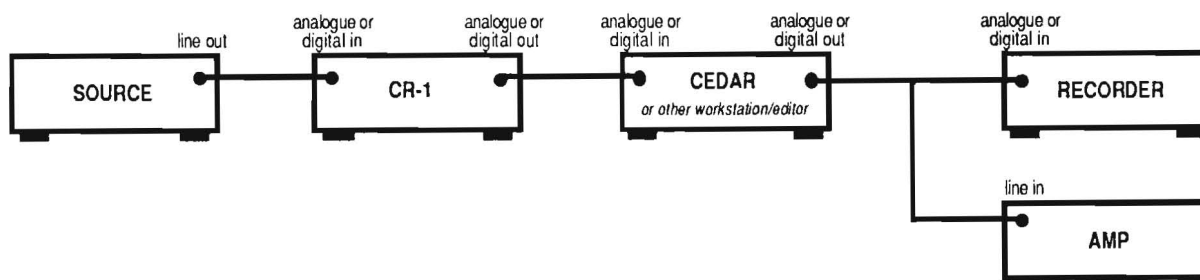 line out
SOURCE
analogue or
digital in
analogue or
digital out
CR-1
analogue or
digital in
analogue or
digital out
CEDAR
or other workstation/editor
analogue or
digital in
RECORDER
line in
AMP